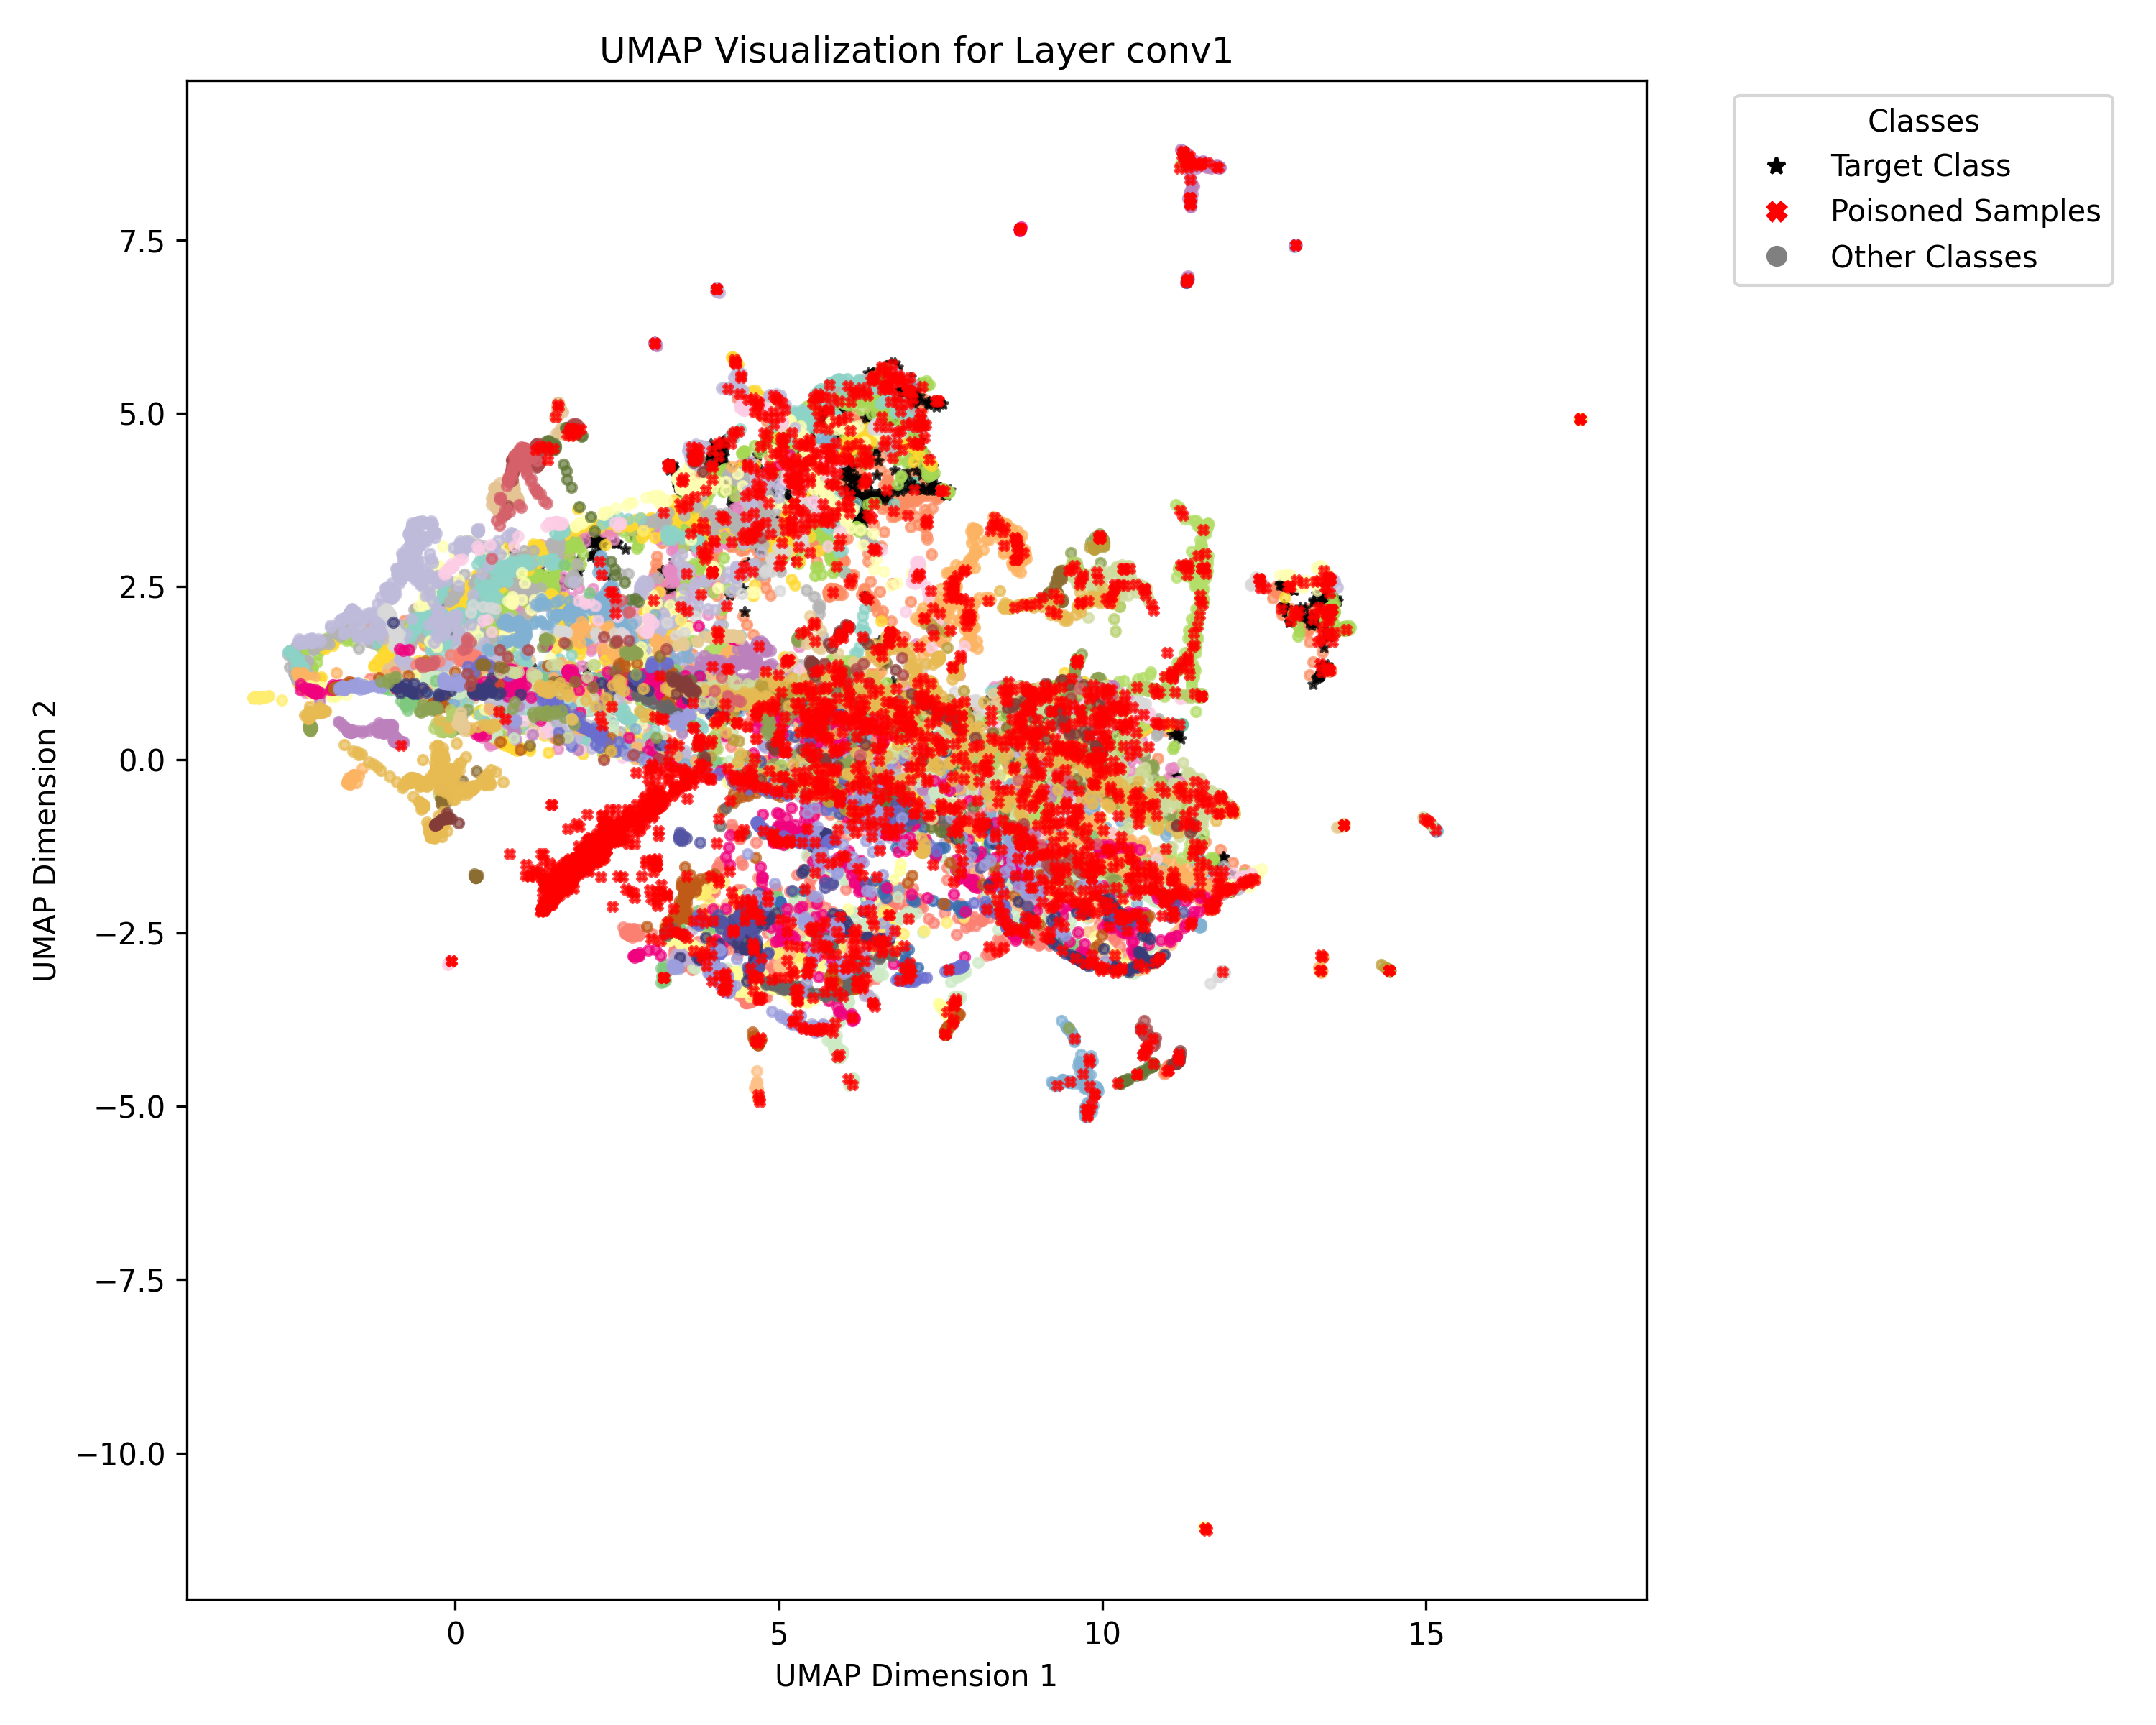 UMAP Visualization for Layer conv1
Classes
Target Class
Poisoned Samples
Other Classes
UMAP Dimension 2
7.5
5.0
2.5
0.0
−2.5
−5.0
−7.5
−10.0
0
5
10
15
UMAP Dimension 1